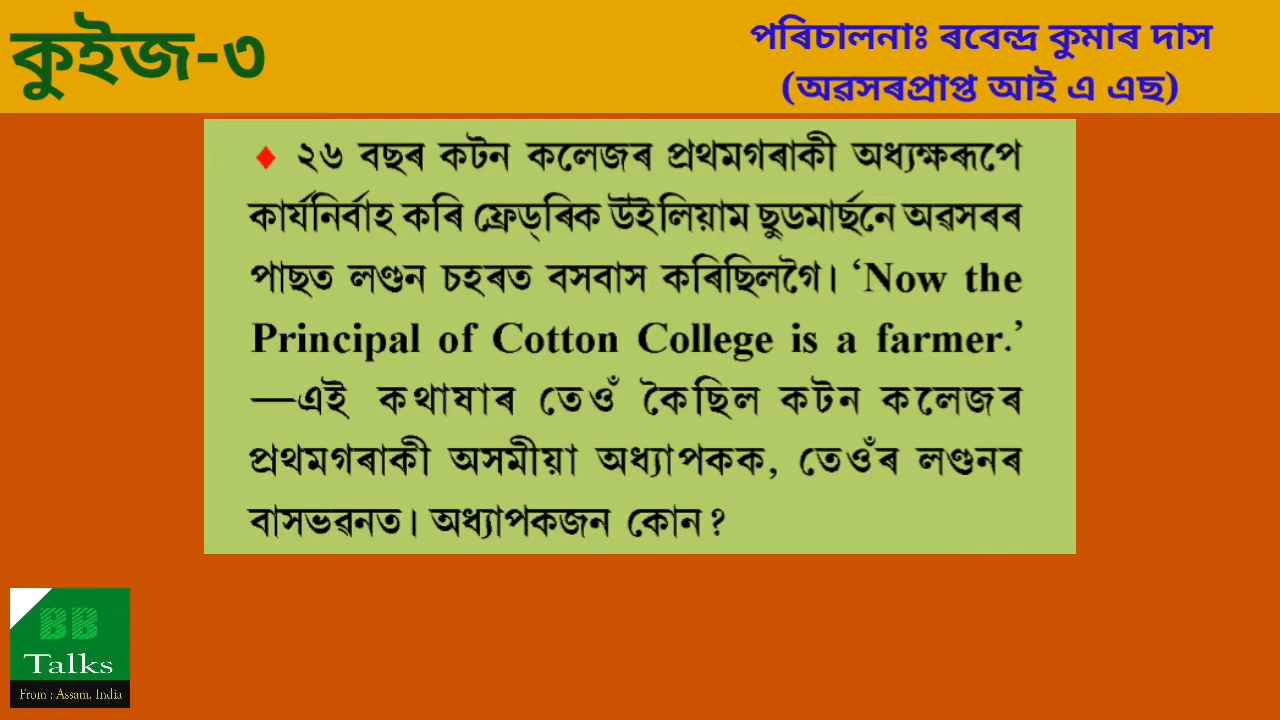 কুইজ-৩
পৰিচালনাঃ ৰবেন্দ্ৰ কুমাৰ দাস
(অৱসৰপ্ৰাপ্ত আই এ এছ)
♦ ২৬ বছৰ কটন কলেজৰ প্ৰথমগৰাকী অধ্যক্ষৰূপে
কাৰ্যনিৰ্বাহ কৰি ফ্ৰেড্‌ৰিক উইলিয়াম ছুডমাৰ্ছনে অৱসৰৰ
পাছত লণ্ডন চহৰত বসবাস কৰিছিলগৈ। ‘Now the
Principal of Cotton College is a farmer.’
—এই কথাষাৰ তেওঁ কৈছিল কটন কলেজৰ
প্ৰথমগৰাকী অসমীয়া অধ্যাপকক, তেওঁৰ লণ্ডনৰ
বাসভৱনত। অধ্যাপকজন কোন?
BB
Talks
From : Assam, India